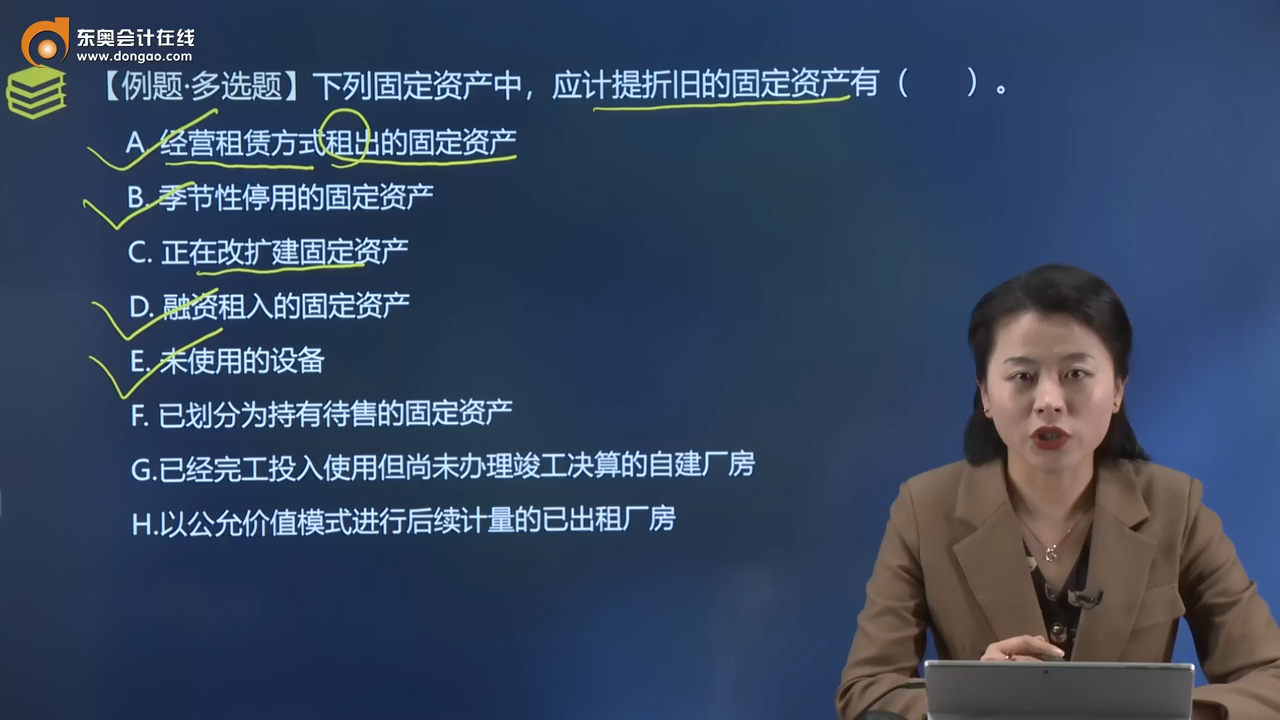 东奥会计在线
www.dongao.com
【例题·多选题】下列固定资产中，应计提折旧的固定资产有（ ）。
A. 经营租赁方式租出的固定资产
B. 季节性停用的固定资产
C. 正在改扩建固定资产
D. 融资租入的固定资产
E. 未使用的设备
F. 已划分为持有待售的固定资产
G.已经完工投入使用但尚未办理竣工决算的自建厂房
H.以公允价值模式进行后续计量的已出租厂房